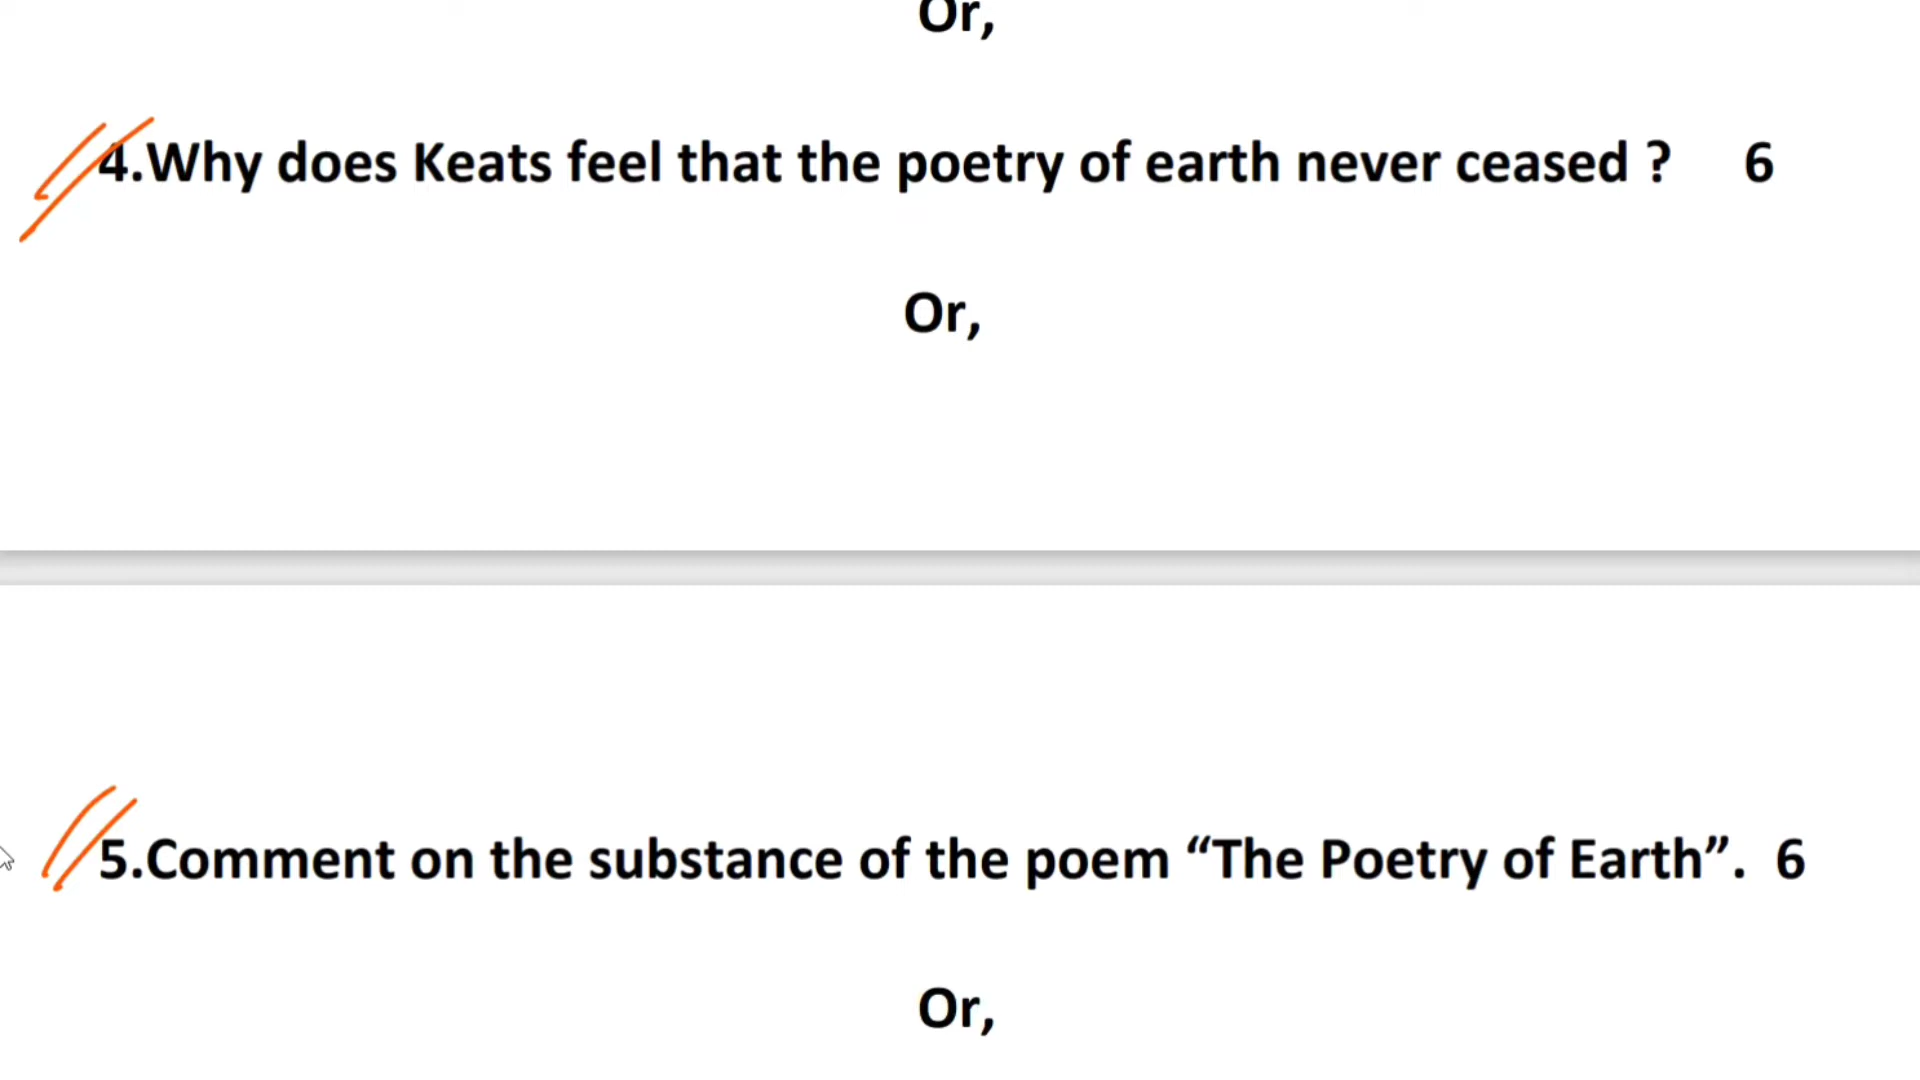 Or,
4.Why does Keats feel that the poetry of earth never ceased ? 6
Or,
5.Comment on the substance of the poem “The Poetry of Earth”. 6
Or,